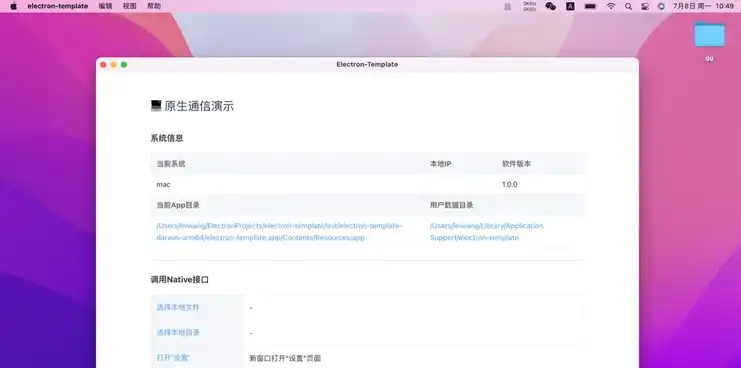 electron-template 编辑 视图 帮助
0KB/s
0KB/s
A
7月8日 周一 10:49
Electron-Template
原生通信演示
系统信息
当前系统 本地IP 软件版本
mac 1.0.0
当前App目录 用户数据目录
/Users/lexwang/ElectronProjects/electron-template/out/electron-template-
darwin-arm64/electron-template.app/Contents/Resources/app
/Users/lexwang/Library/Application
Support/electron-template
调用Native接口
选择本地文件 -
选择本地目录 -
打开"设置" 新窗口打开"设置"页面